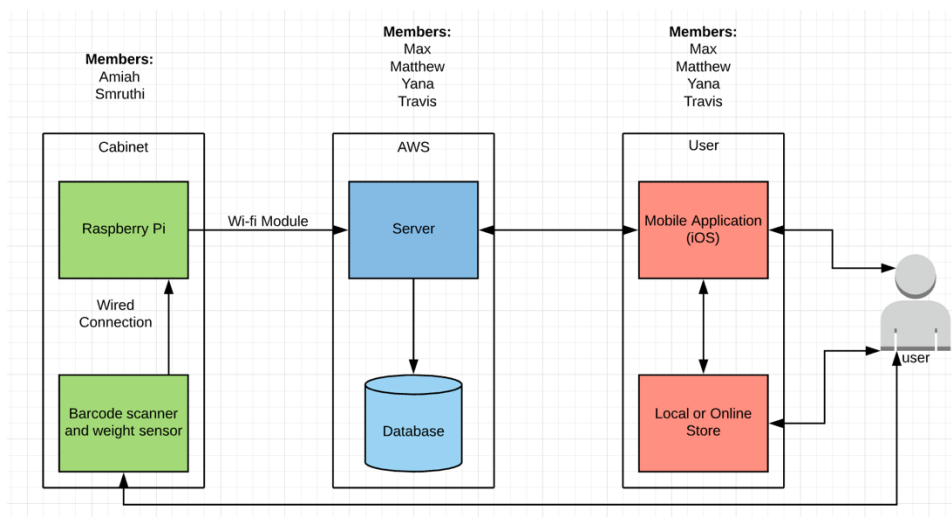 Members:
Amiah
Smruthi
Members:
Max
Matthew
Yana
Travis
Members:
Max
Matthew
Yana
Travis
Cabinet
AWS
User
Raspberry Pi
Wi-fi Module
Server
Mobile Application
(iOS)
Wired
Connection
user
Barcode scanner
and weight sensor
Database
Local or Online
Store